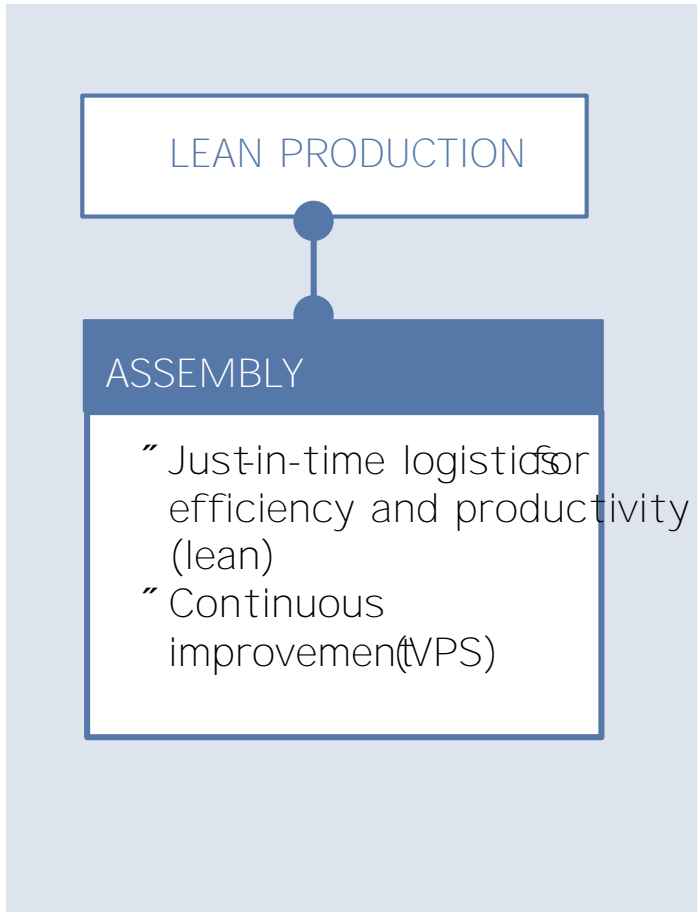 LEAN PRODUCTION
ASSEMBLY
˝ Just-in-time logistics for
efficiency and productivity
(lean)
˝ Continuous
improvement (VPS)